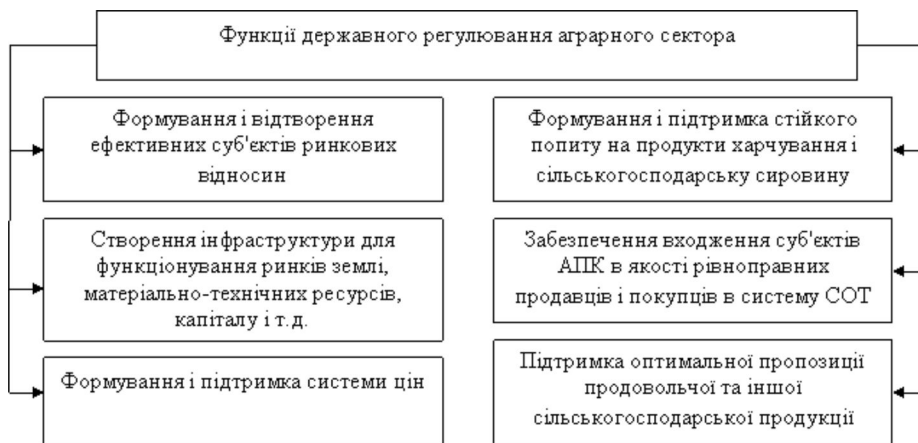 Функції державного регулювання аграрного сектора
Формування і відтворення
ефективних суб'єктів ринкових
відносин
Створення інфраструктури для
функціонування ринків землі,
матеріально-технічних ресурсів,
капіталу і т.д.
Формування і підтримка системи цін
Формування і підтримка стійкого
попиту на продукти харчування і
сільськогосподарську сировину
Забезпечення входження суб'єктів
АПК в якості рівноправних
продавців і покупців в систему СОТ
Підтримка оптимальної пропозиції
продовольчої та іншої
сільськогосподарської продукції